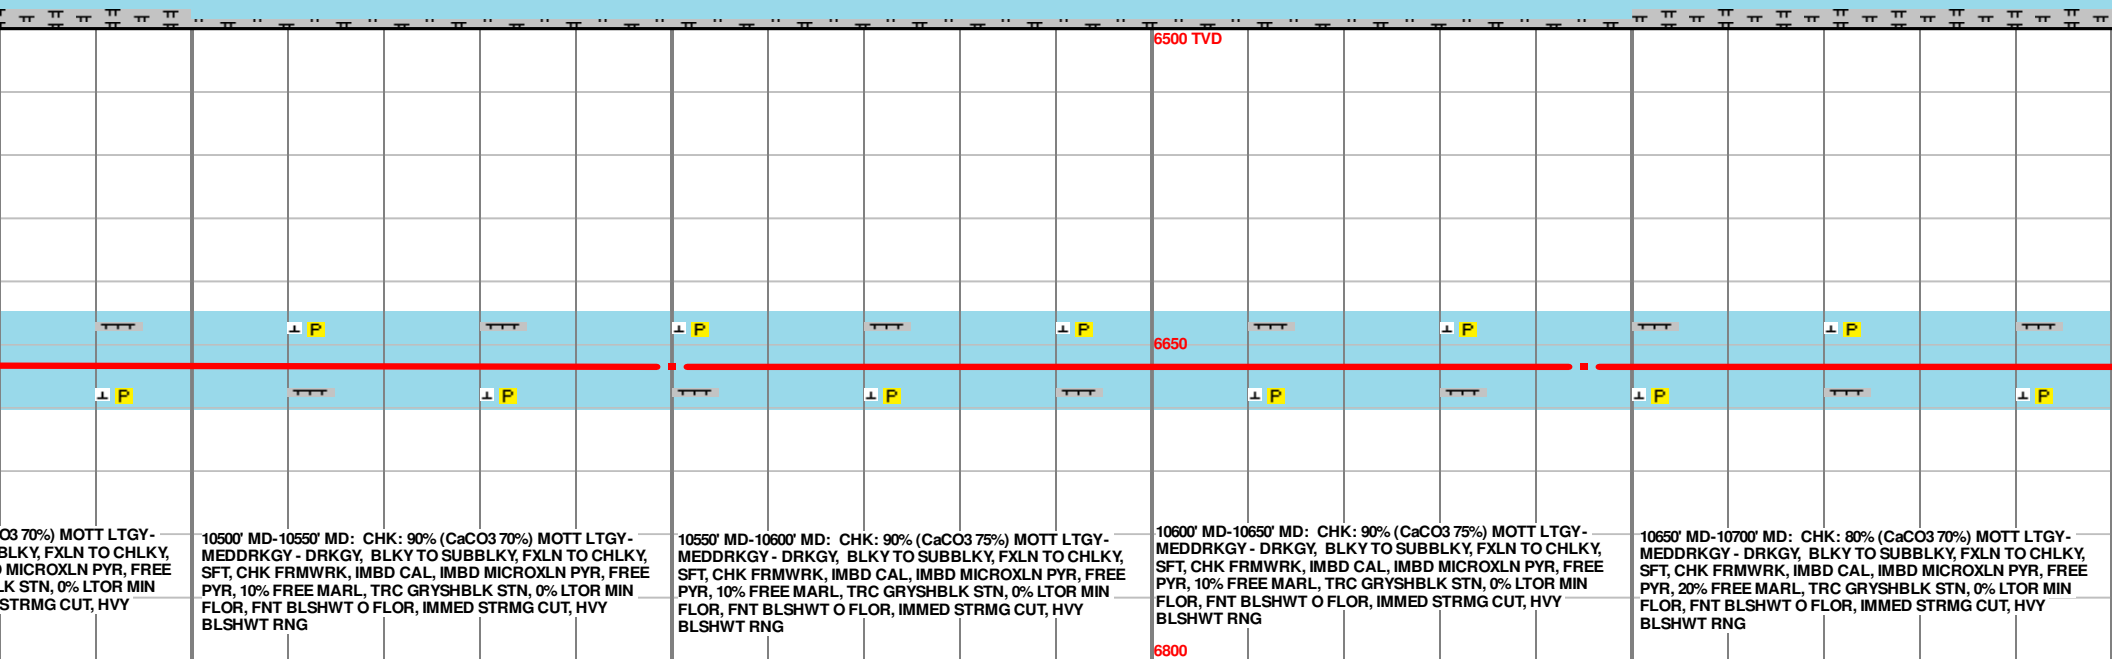 6500 TVD
6650
6800
O3 70%) MOTT LTGY-
BLKY, FXLN TO CHLKY,
MICROXLN PYR, FREE
LK STN, 0% LTOR MIN
STRMG CUT, HVY
10500' MD-10550' MD: CHK: 90% (CaCO3 70%) MOTT LTGY-
MEDDRKGY - DRKGY, BLKY TO SUBBLKY, FXLN TO CHLKY,
SFT, CHK FRMWRK, IMBD CAL, IMBD MICROXLN PYR, FREE
PYR, 10% FREE MARL, TRC GRYSHBLK STN, 0% LTOR MIN
FLOR, FNT BLSHWT O FLOR, IMMED STRMG CUT, HVY
BLSHWT RNG
10550' MD-10600' MD: CHK: 90% (CaCO3 75%) MOTT LTGY-
MEDDRKGY - DRKGY, BLKY TO SUBBLKY, FXLN TO CHLKY,
SFT, CHK FRMWRK, IMBD CAL, IMBD MICROXLN PYR, FREE
PYR, 10% FREE MARL, TRC GRYSHBLK STN, 0% LTOR MIN
FLOR, FNT BLSHWT O FLOR, IMMED STRMG CUT, HVY
BLSHWT RNG
10600' MD-10650' MD: CHK: 90% (CaCO3 75%) MOTT LTGY-
MEDDRKGY - DRKGY, BLKY TO SUBBLKY, FXLN TO CHLKY,
SFT, CHK FRMWRK, IMBD CAL, IMBD MICROXLN PYR, FREE
PYR, 10% FREE MARL, TRC GRYSHBLK STN, 0% LTOR MIN
FLOR, FNT BLSHWT O FLOR, IMMED STRMG CUT, HVY
BLSHWT RNG
10650' MD-10700' MD: CHK: 80% (CaCO3 70%) MOTT LTGY-
MEDDRKGY - DRKGY, BLKY TO SUBBLKY, FXLN TO CHLKY,
SFT, CHK FRMWRK, IMBD CAL, IMBD MICROXLN PYR, FREE
PYR, 20% FREE MARL, TRC GRYSHBLK STN, 0% LTOR MIN
FLOR, FNT BLSHWT O FLOR, IMMED STRMG CUT, HVY
BLSHWT RNG
P
P
P
P
P
P
P
P
P
P
P